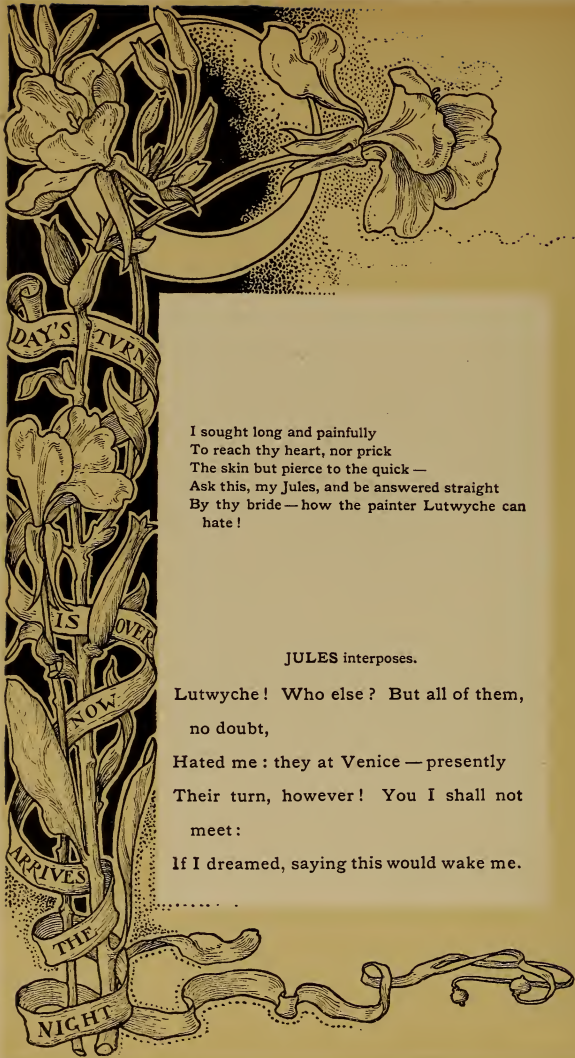 DAY'S TVRN
IS OVER
NOW
ARRIVES
THE
NIGHT
I sought long and painfully
To reach thy heart, nor prick
The skin but pierce to the quick —
Ask this, my Jules, and be answered straight
By thy bride — how the painter Lutwyche can
hate!
JULES interposes.
Lutwyche! Who else? But all of them,
no doubt,
Hated me: they at Venice — presently
Their turn, however! You I shall not
meet:
If I dreamed, saying this would wake me.